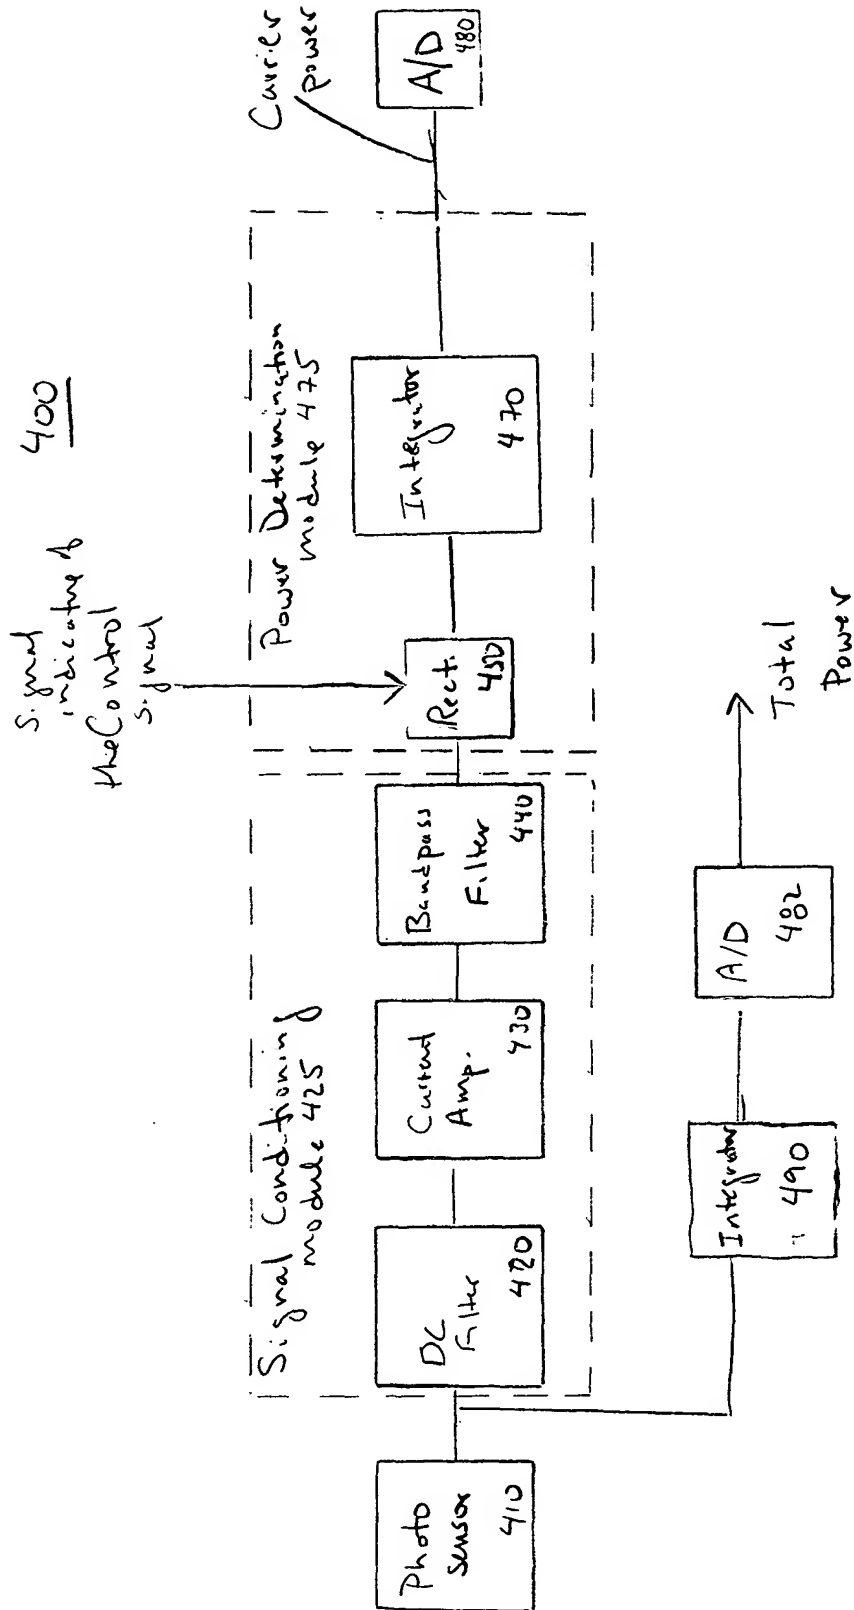 400
Signal
indicative of
the Control
signal
Carrier
power
Power Determination
module 475
Signal Conditioning
module 425
Photo
sensor
410
DC
Filter
420
Current
Amp.
430
Bandpass
Filter
440
Rect.
450
Integrator
470
A/D
480
Integrator
490
A/D
482
Total
Power